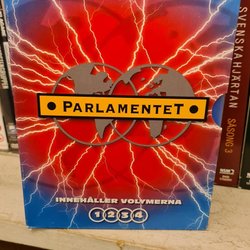 PARLAMENTET
INNEHÅLLER VOLYMERNA
1 2 3 4
SVENSKA HJÄRTAN
SÄSONG 3